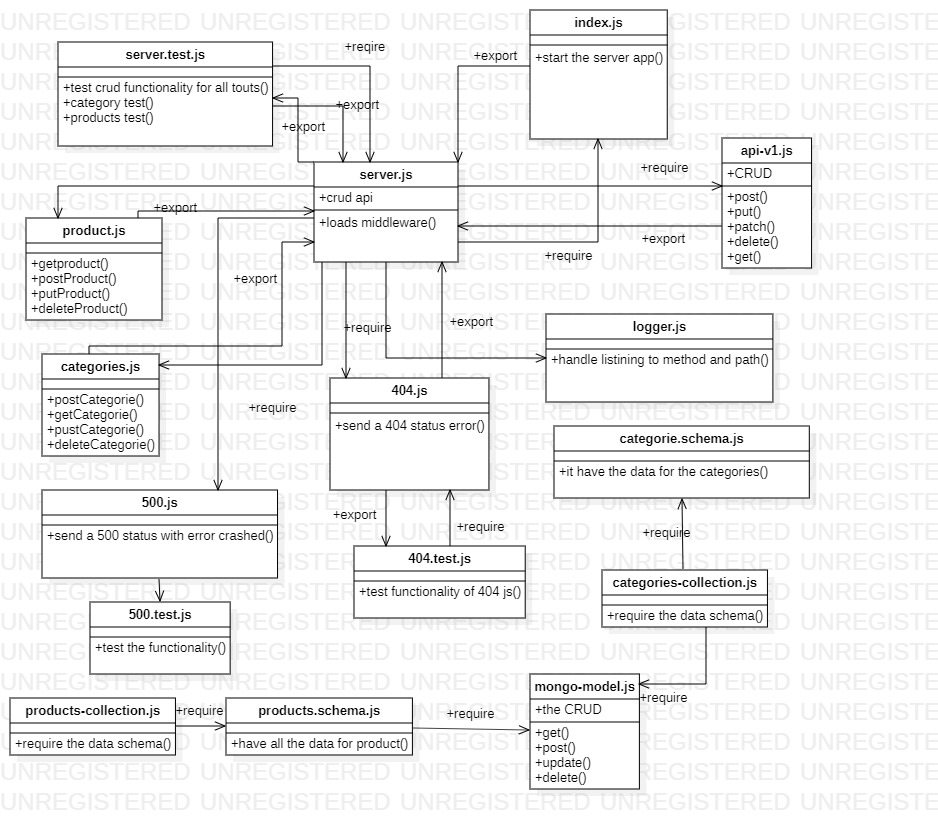 index.js
+start the server app()
+export
+reqire
server.test.js
+test crud functionality for all touts()
+category test()
+products test()
+export
+export
server.js
+crud api
+loads middleware()
+require
api-v1.js
+CRUD
+post()
+put()
+patch()
+delete()
+get()
+export
+require
+export
product.js
+getproduct()
+postProduct()
+putProduct()
+deleteProduct()
+export
+require
+export
logger.js
+handle listining to method and path()
categories.js
+postCategorie()
+getCategorie()
+pustCategorie()
+deleteCategorie()
+require
404.js
+send a 404 status error()
categorie.schema.js
+it have the data for the categories()
500.js
+send a 500 status with error crashed()
+export
+require
+require
404.test.js
+test functionality of 404 js()
categories-collection.js
+require the data schema()
500.test.js
+test the functionality()
mongo-model.js
+the CRUD
+get()
+post()
+update()
+delete()
+require
products-collection.js
+require the data schema()
+require
products.schema.js
+have all the data for product()
+require
UNREGISTERED